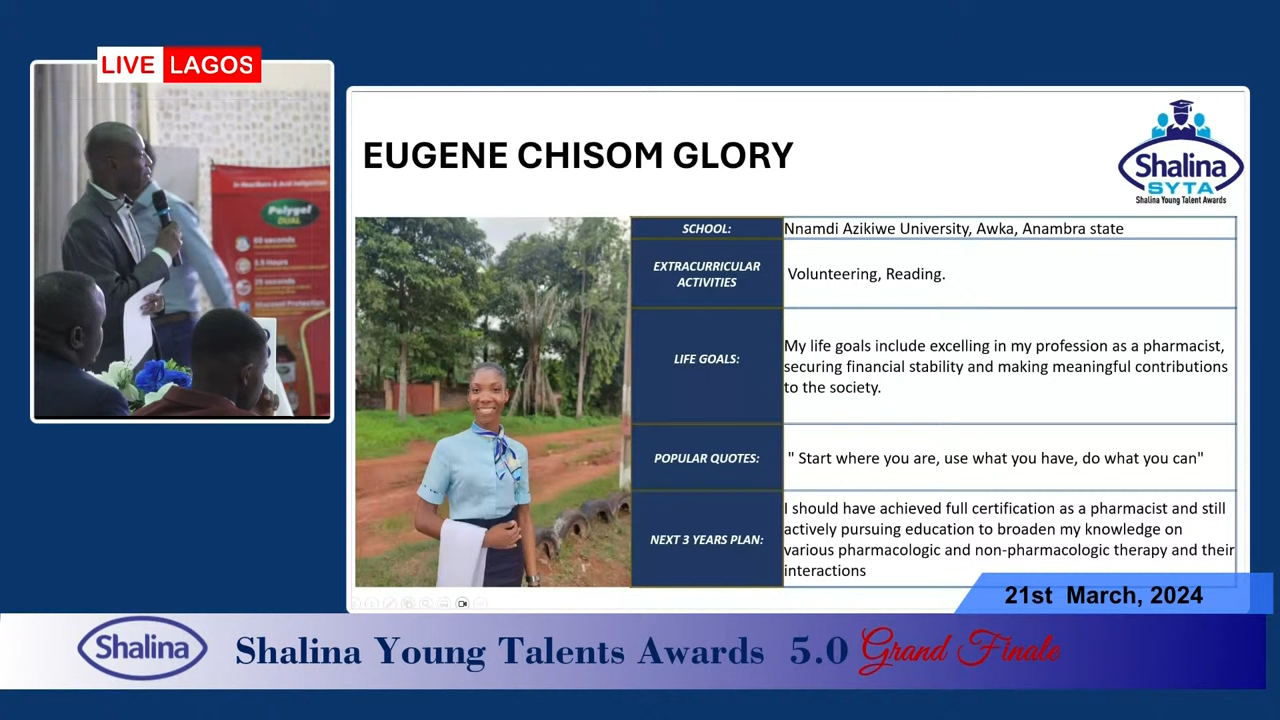 LIVE LAGOS
Polygel
DUAL
60 seconds
EUGENE CHISOM GLORY
Shalina
SYTA
Shalina Young Talent Awards
SCHOOL:
Nnamdi Azikiwe University, Awka, Anambra state
EXTRACURRICULAR
ACTIVITIES
Volunteering, Reading.
LIFE GOALS:
My life goals include excelling in my profession as a pharmacist,
securing financial stability and making meaningful contributions
to the society.
POPULAR QUOTES:
" Start where you are, use what you have, do what you can"
NEXT 3 YEARS PLAN:
I should have achieved full certification as a pharmacist and still
actively pursuing education to broaden my knowledge on
various pharmacologic and non-pharmacologic therapy and their
interactions
21st March, 2024
Shalina
Shalina Young Talents Awards 5.0 Grand Finale